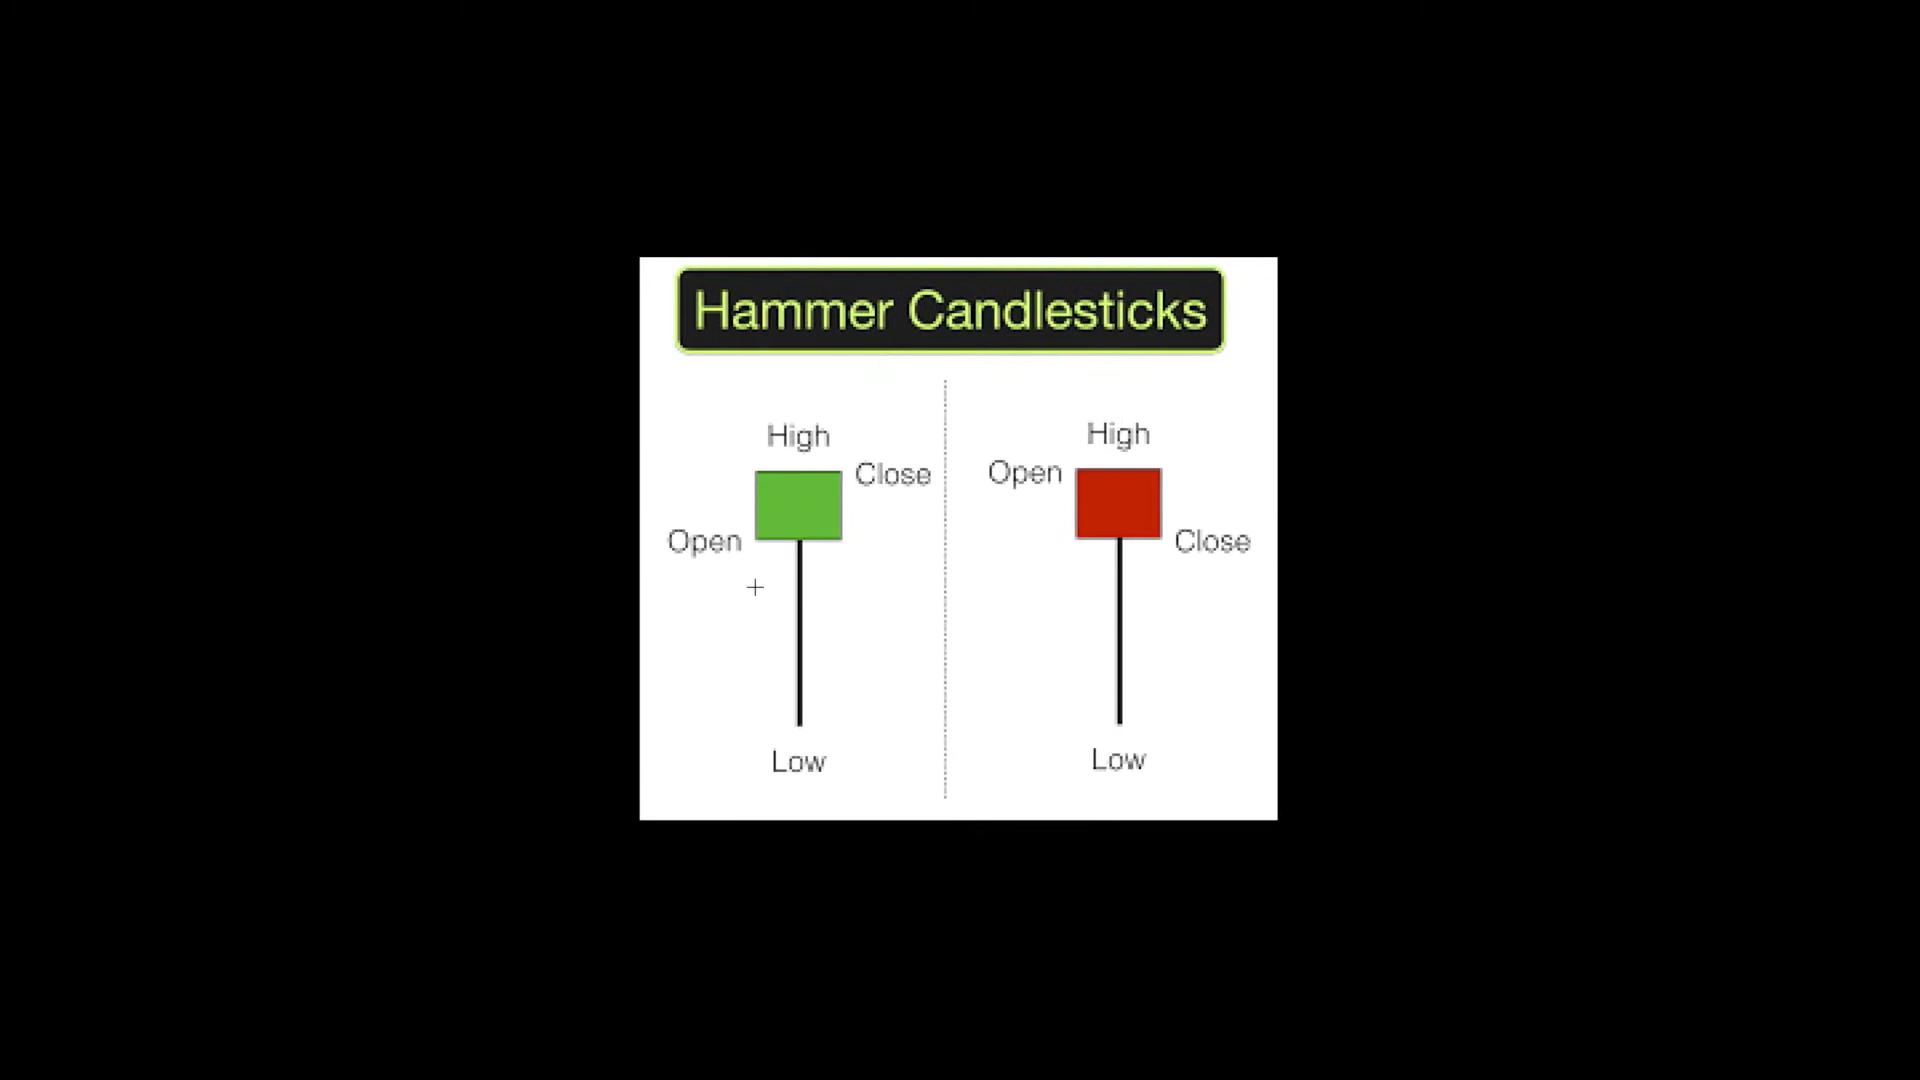 Hammer Candlesticks
High
Close
Open
Low
High
Open
Close
Low